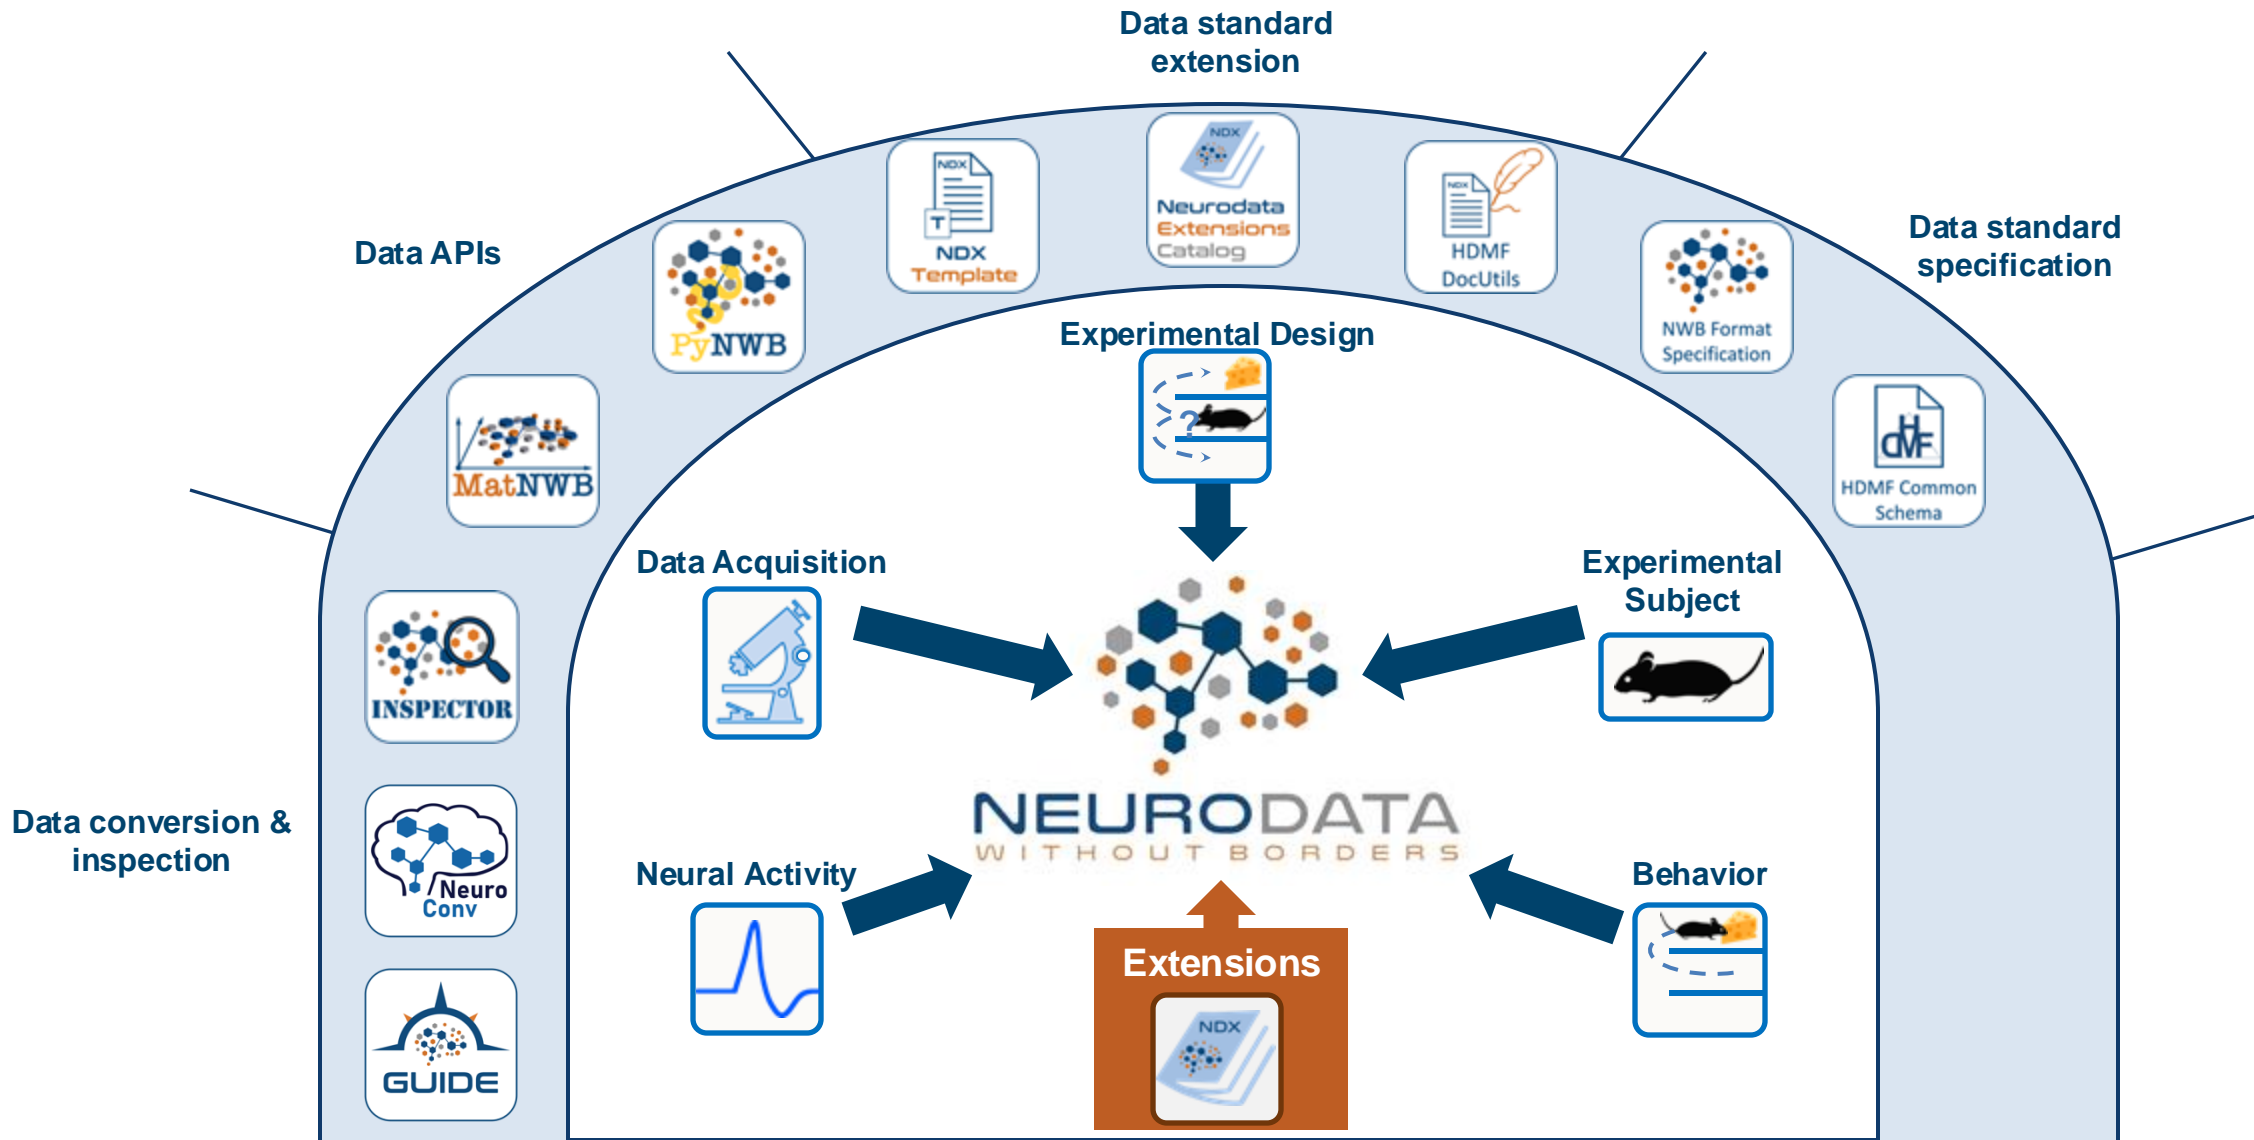 Data standard
extension
Data APIs
Data standard
specification
Data conversion &
inspection
NDX
T
NDX
Template
NDX
Neurodata
Extensions
Catalog
NDX
HDMF
DocUtils
PyNWB
NWB Format
Specification
MatNWB
HDMF
HDMF Common
Schema
INSPECTOR
Neuro
Conv
GUIDE
Experimental Design
?
Data Acquisition
Experimental
Subject
NEURODATA
WITHOUT BORDERS
Neural Activity
Behavior
Extensions
NDX